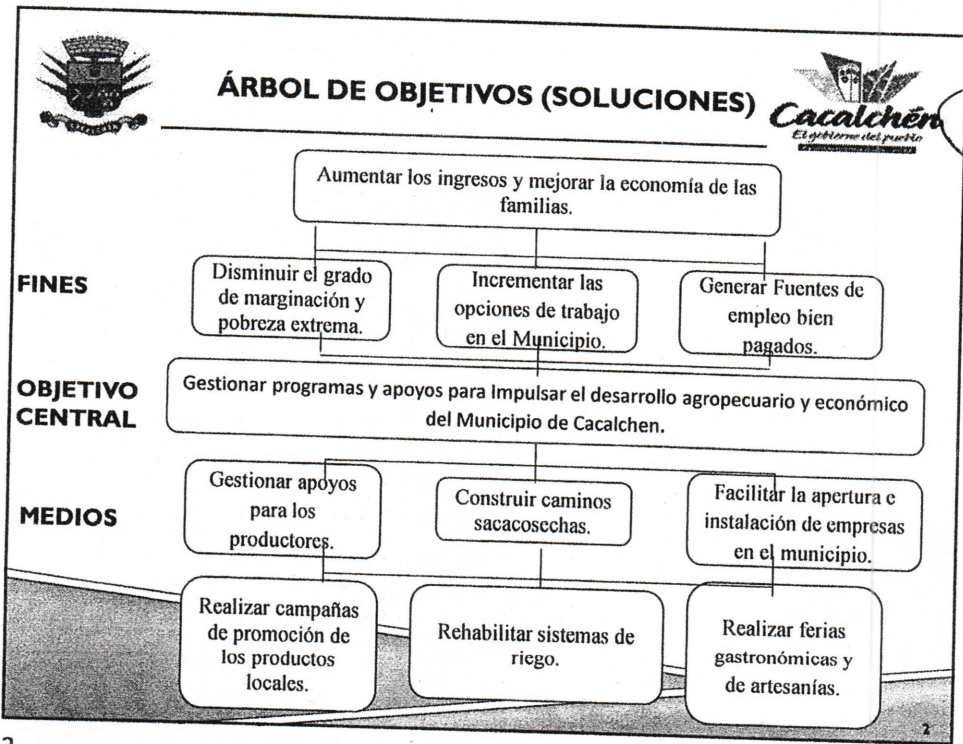 ÁRBOL DE OBJETIVOS (SOLUCIONES)
Cacalchén
El gobierno del pueblo
Aumentar los ingresos y mejorar la economía de las
familias.
FINES
Disminuir el grado
de marginación y
pobreza extrema.
Incrementar las
opciones de trabajo
en el Municipio.
Generar Fuentes de
empleo bien
pagados.
OBJETIVO
CENTRAL
Gestionar programas y apoyos para Impulsar el desarrollo agropecuario y económico
del Municipio de Cacalchen.
MEDIOS
Gestionar apoyos
para los
productores.
Construir caminos
sacacosechas.
Facilitar la apertura e
instalación de empresas
en el municipio.
Realizar campañas
de promoción de
los productos
locales.
Rehabilitar sistemas de
riego.
Realizar ferias
gastronómicas y
de artesanías.
2